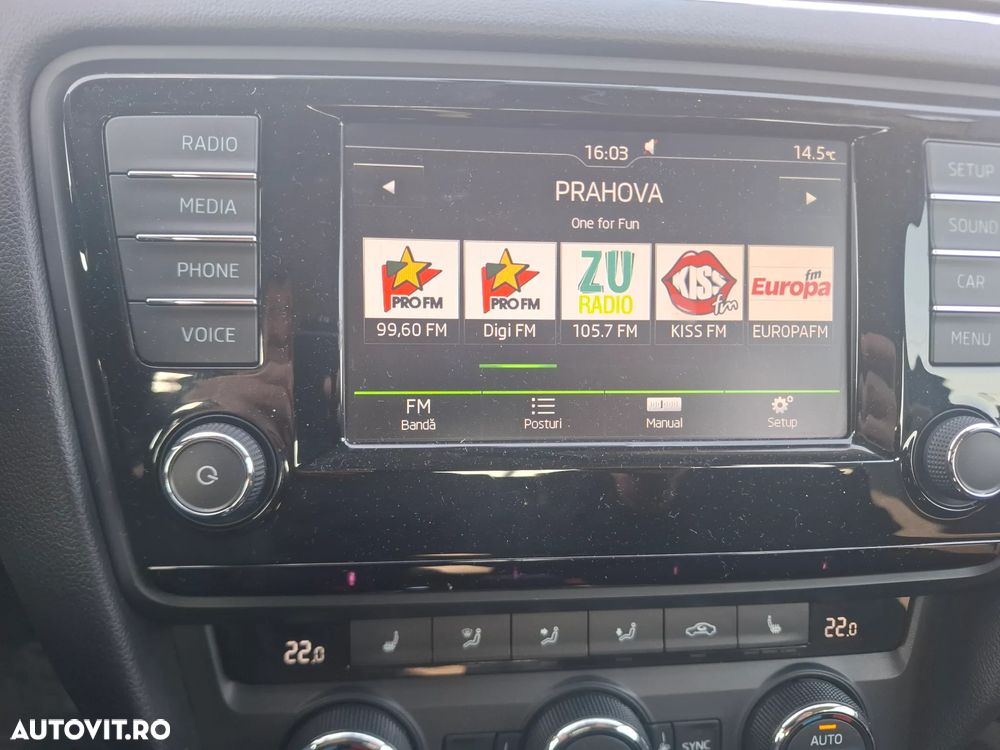 RADIO
MEDIA
PHONE
VOICE
16:03
14.5°C
PRAHOVA
One for Fun
PRO FM
PRO FM
ZU
RADIO
KISS
fm
fm
Europa
99,60 FM
Digi FM
105.7 FM
KISS FM
EUROPAFM
FM
Bandă
Posturi
Manual
Setup
SETUP
SOUND
CAR
MENU
22.0
22.0
SYNC
AUTO
AUTOVIT.RO